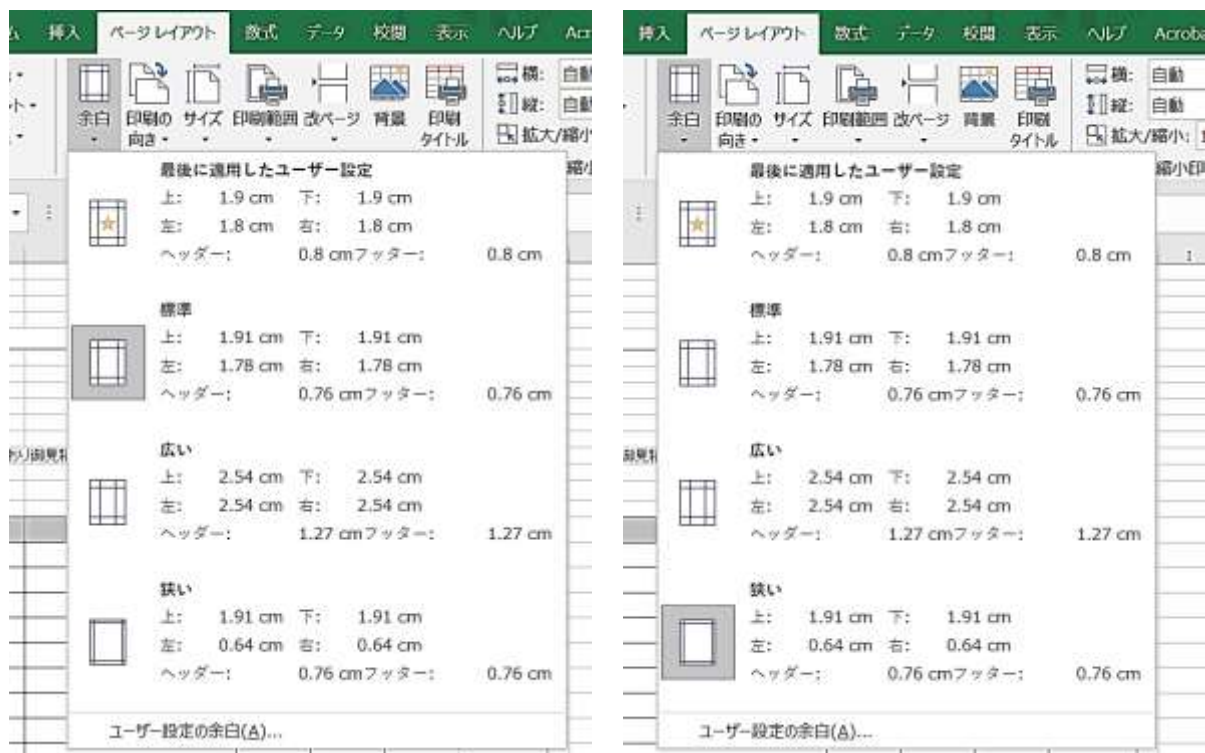 挿入 ページレイアウト 数式 データ 校閲 表示 ヘルプ
余白 印刷の向き サイズ 印刷範囲 改ページ 背景 印刷タイトル
横: 自動
縦: 自動
拡大/縮小
最後に適用したユーザー設定
上: 1.9 cm 下: 1.9 cm
左: 1.8 cm 右: 1.8 cm
ヘッダー: 0.8 cm フッター: 0.8 cm
標準
上: 1.91 cm 下: 1.91 cm
左: 1.78 cm 右: 1.78 cm
ヘッダー: 0.76 cm フッター: 0.76 cm
広い
上: 2.54 cm 下: 2.54 cm
左: 2.54 cm 右: 2.54 cm
ヘッダー: 1.27 cm フッター: 1.27 cm
狭い
上: 1.91 cm 下: 1.91 cm
左: 0.64 cm 右: 0.64 cm
ヘッダー: 0.76 cm フッター: 0.76 cm
ユーザー設定の余白(A)...
挿入 ページレイアウト 数式 データ 校閲 表示 ヘルプ
余白 印刷の向き サイズ 印刷範囲 改ページ 背景 印刷タイトル
横: 自動
縦: 自動
拡大/縮小:
最後に適用したユーザー設定
上: 1.9 cm 下: 1.9 cm
左: 1.8 cm 右: 1.8 cm
ヘッダー: 0.8 cm フッター: 0.8 cm
標準
上: 1.91 cm 下: 1.91 cm
左: 1.78 cm 右: 1.78 cm
ヘッダー: 0.76 cm フッター: 0.76 cm
広い
上: 2.54 cm 下: 2.54 cm
左: 2.54 cm 右: 2.54 cm
ヘッダー: 1.27 cm フッター: 1.27 cm
狭い
上: 1.91 cm 下: 1.91 cm
左: 0.64 cm 右: 0.64 cm
ヘッダー: 0.76 cm フッター: 0.76 cm
ユーザー設定の余白(A)...